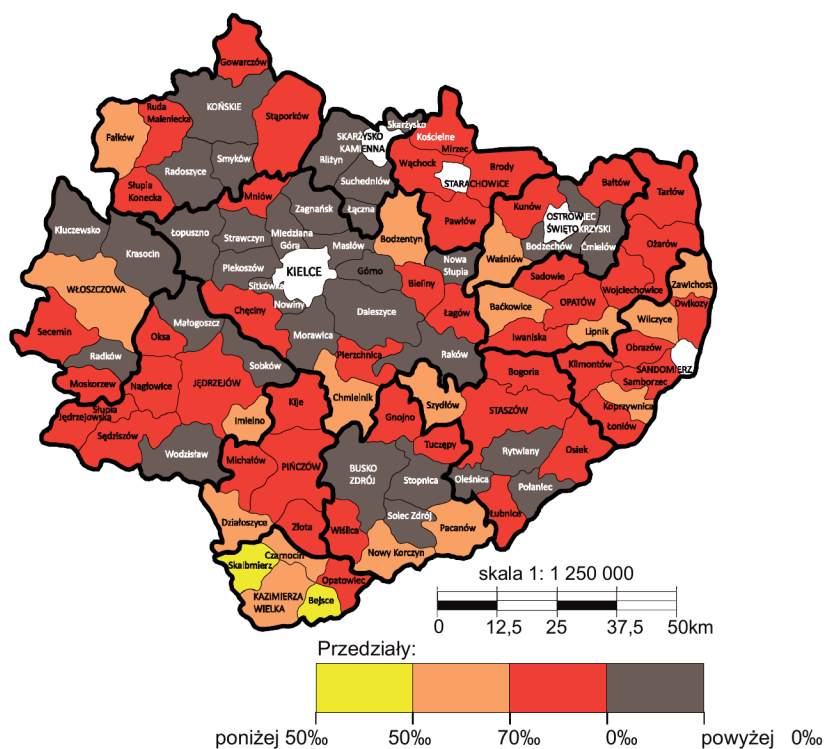 Gowarczów
Ruda
Maleniecka
KOŃSKIE
Stąporków
Fałków
Skarżysko
Kościelne
SKARŻYSKO
KAMIENNA
Mirzec
Bliżyn
Radoszyce
Smyków
Wąchock
Brody
Suchedniów
STARACHOWICE
Bałtów
Tarłów
Słupia
Konecka
Mniów
Zagnańsk
Łączna
Pawłów
Kunów
OSTROWIEC
ŚWIĘTOKRZYSKI
Bodzechów
Ćmielów
Ożarów
Kluczewsko
Łopuszno
Strawczyn
Miedziana
Góra
Masłów
Bodzentyn
Krasocin
Piekoszów
KIELCE
Górno
Nowa
Słupia
Waśniów
Sadowie
Wojciechowice
Zawichost
WŁOSZCZOWA
Sitkówka
Nowiny
Bieliny
Baćkowice
OPATÓW
Dwikozy
Chęciny
Daleszyce
Łagów
Lipnik
Wilczyce
Secemin
Oksa
Małogoszcz
Morawica
Iwaniska
Obrazów
Radków
Sobków
Pierzchnica
Raków
Klimontów
SANDOMIERZ
Moskorzew
Nagłowice
JĘDRZEJÓW
Bogoria
Samborzec
Kije
Chmielnik
Szydłów
STASZÓW
Koprzywnica
Słupia
Jędrzejowska
Imielno
Gnojno
Łoniów
Sędziszów
Tuczępy
Wodzisław
Michałów
PIŃCZÓW
BUSKO
ZDRÓJ
Stopnica
Rytwiany
Osiek
Oleśnica
Połaniec
Działoszyce
Złota
Wiślica
Solec Zdrój
Pacanów
Łubnice
Nowy Korczyn
Czarnocin
Skalbmierz
Opatowiec
KAZIMIERZA
WIELKA
Bejsce
skala 1: 1 250 000
0 12,5 25 37,5 50km
Przedziały:
poniżej 50‰ 50‰ 70‰ 0‰ powyżej 0‰